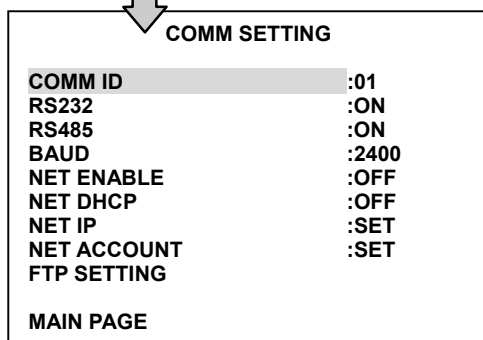 COMM SETTING
COMM ID :01
RS232 :ON
RS485 :ON
BAUD :2400
NET ENABLE :OFF
NET DHCP :OFF
NET IP :SET
NET ACCOUNT :SET
FTP SETTING
MAIN PAGE